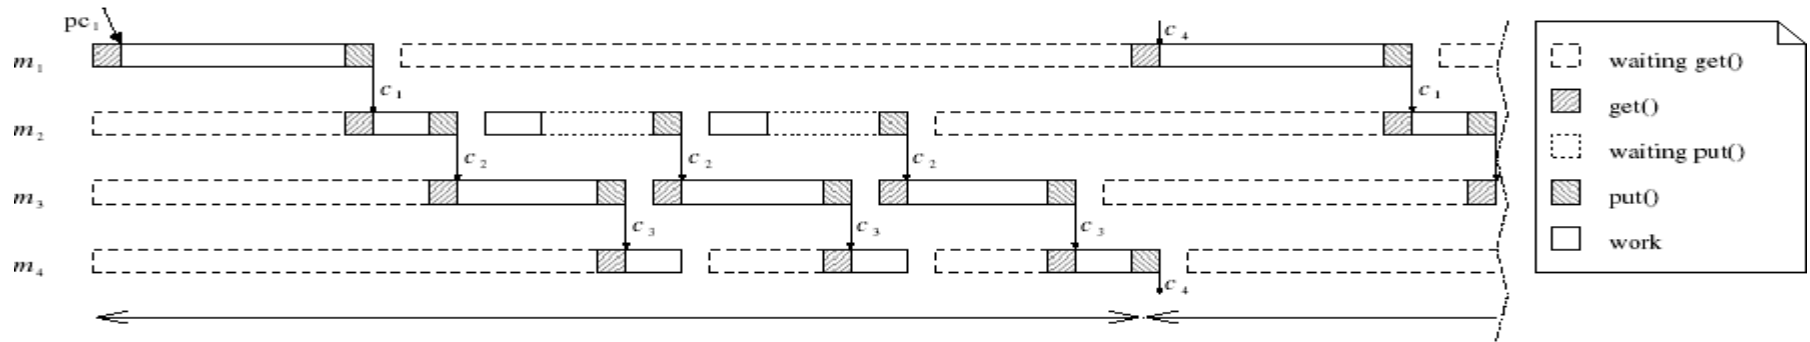 pc₁
c₄
m₁
waiting get()
c₁
c₁
get()
m₂
waiting put()
c₂
c₂
c₂
m₃
put()
c₃
c₃
c₃
work
m₄
c₄